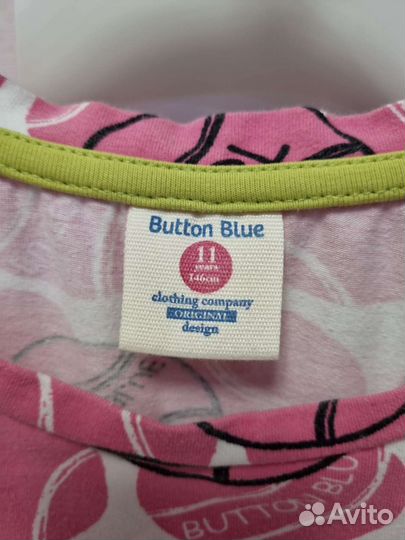 Button Blue
11
years
146cm
clothing company
ORIGINAL
design
BUTTON BLU
Avito